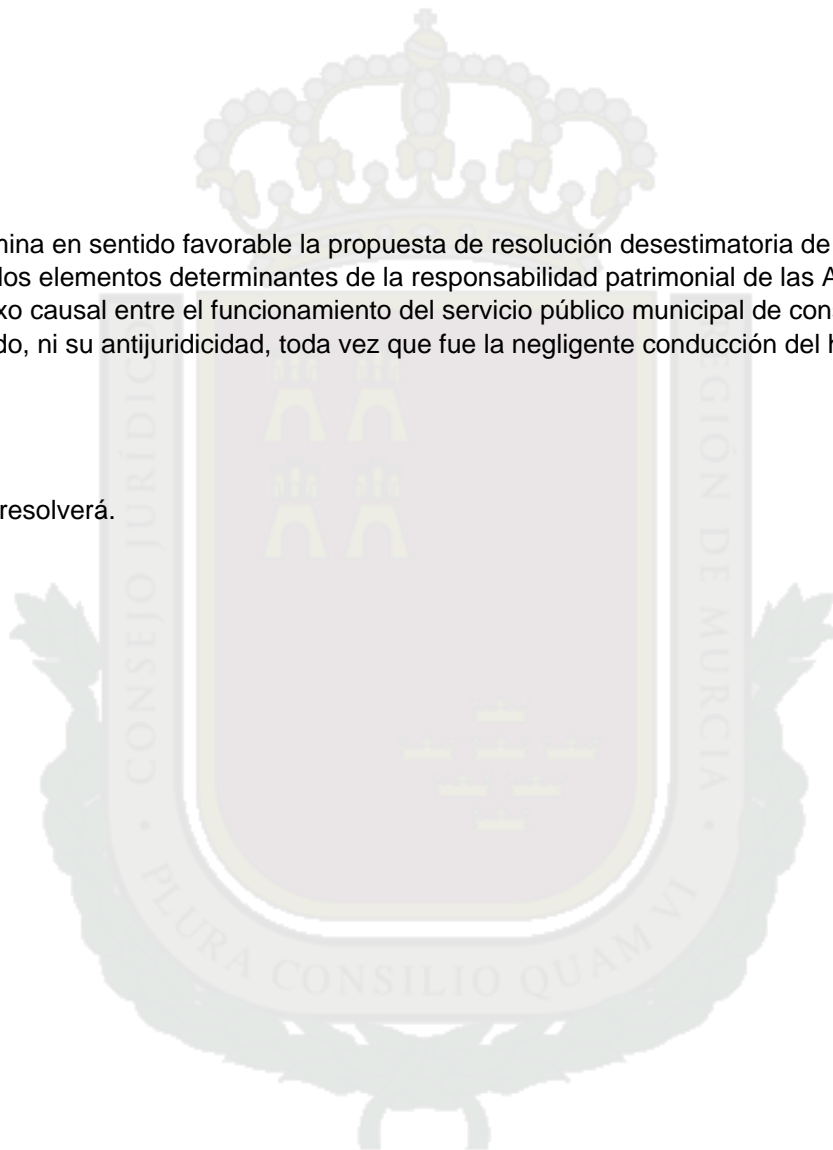 mina en sentido favorable la propuesta de resolución desestimatoria de
los elementos determinantes de la responsabilidad patrimonial de las A
xo causal entre el funcionamiento del servicio público municipal de con
do, ni su antijuridicidad, toda vez que fue la negligente conducción del
resolverá.
CONSEJO JURÍDICO
REGIÓN DE MURCIA
PLURA CONSILIO QUAM VI